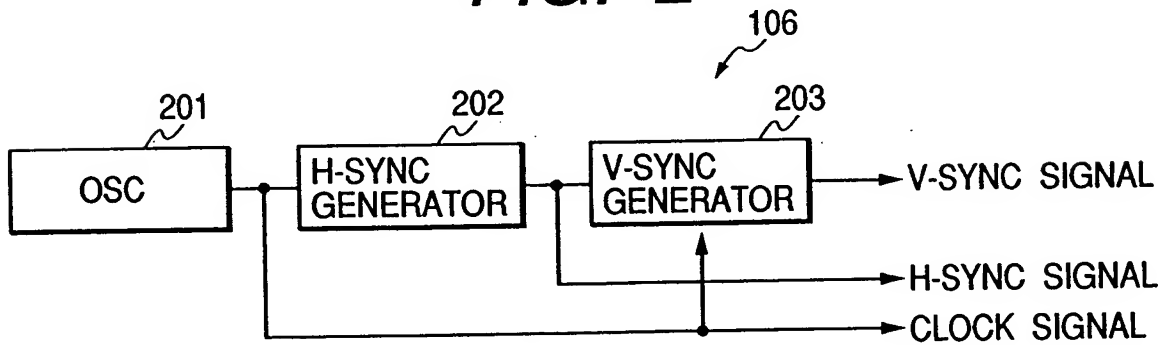 106
201
202
203
OSC
H-SYNC
GENERATOR
V-SYNC
GENERATOR
V-SYNC SIGNAL
H-SYNC SIGNAL
CLOCK SIGNAL